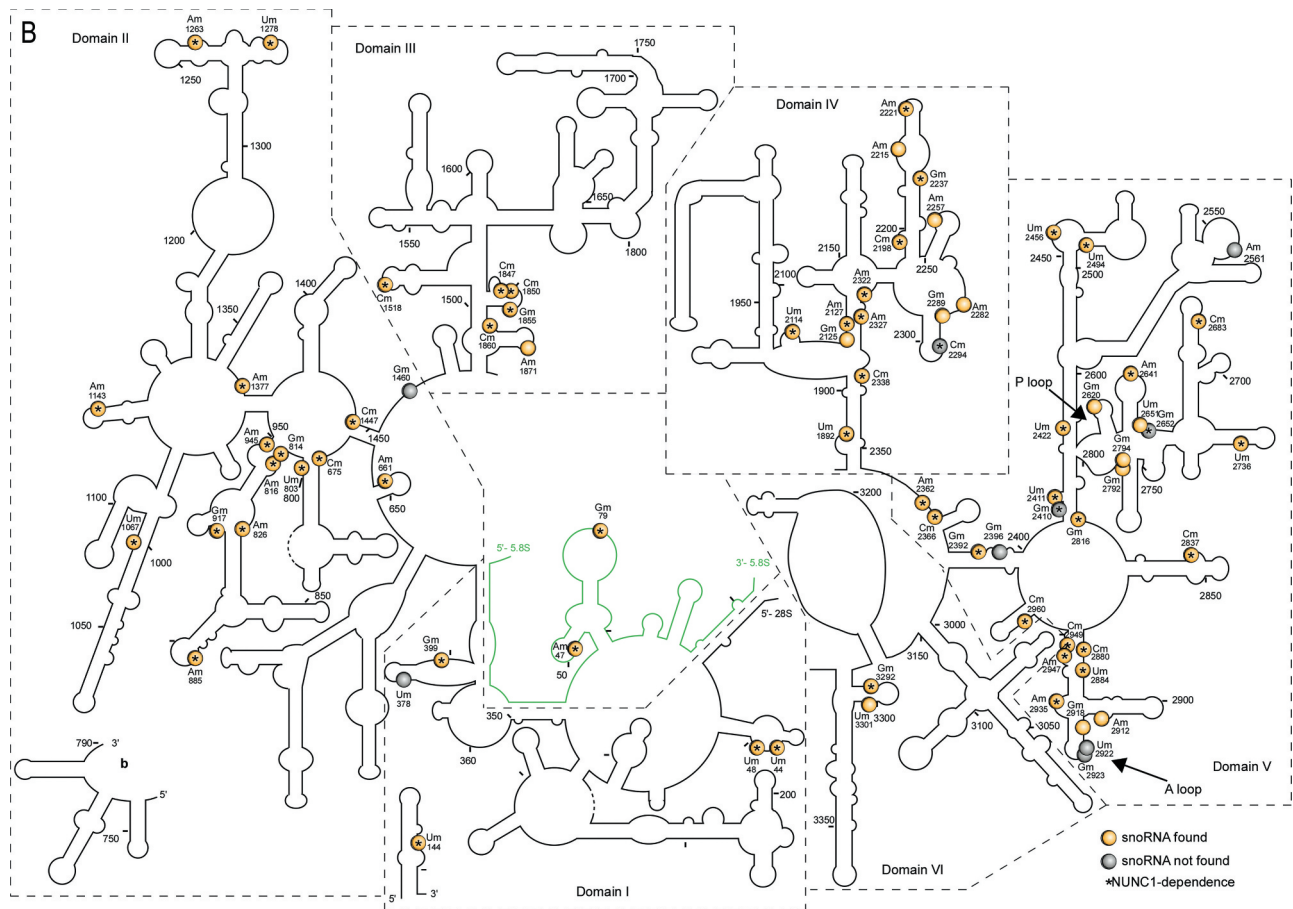 B
Domain II
Am
1263
Um
1278
1250
1300
1200
1350
1400
Am
1143
Am
1377
Cm
1447
1450
Gm
1460
Am
945
950
Gm
814
Am
816
Um
803
800
Cm
675
Am
661
650
1100
Um
1067
1000
Gm
917
Am
826
850
1050
Am
885
790
3'
b
5'
750
Domain III
1750
1700
1600
1650
1550
1800
Cm
1518
1500
Cm
1847
Cm
1850
Gm
1855
Cm
1860
Am
1871
Domain IV
Am
2221
Am
2215
Gm
2237
Am
2257
2200
Cm
2198
2150
2250
2100
Am
2322
Gm
2289
Am
2282
1950
Um
2114
Am
2127
Am
2327
Gm
2125
2300
Cm
2294
1900
Cm
2338
Um
1892
2350
Um
2456
2450
Um
2494
2500
2550
Am
2561
Cm
2683
2600
P loop
Gm
2620
Am
2641
2700
Um
2651
Gm
2652
Um
2422
Gm
2794
2800
Gm
2792
2750
Um
2736
Um
2411
Gm
2410
Gm
2816
Am
2362
Cm
2366
Gm
2392
Gm
2396
2400
Cm
2837
2850
Cm
2960
Cm
2949
Am
2947
Cm
2880
Um
2884
Am
2935
Gm
2918
2900
Am
2912
Um
2922
Gm
2923
A loop
Domain V
Gm
79
5'- 5.8S
3'- 5.8S
5'- 28S
Am
47
50
Gm
399
Um
378
350
360
Um
48
Um
44
200
Um
144
5'
3'
Domain I
3200
3000
3150
Gm
3292
Um
3301
3300
3100
3050
3350
Domain VI
snoRNA found
snoRNA not found
*NUNC1-dependence